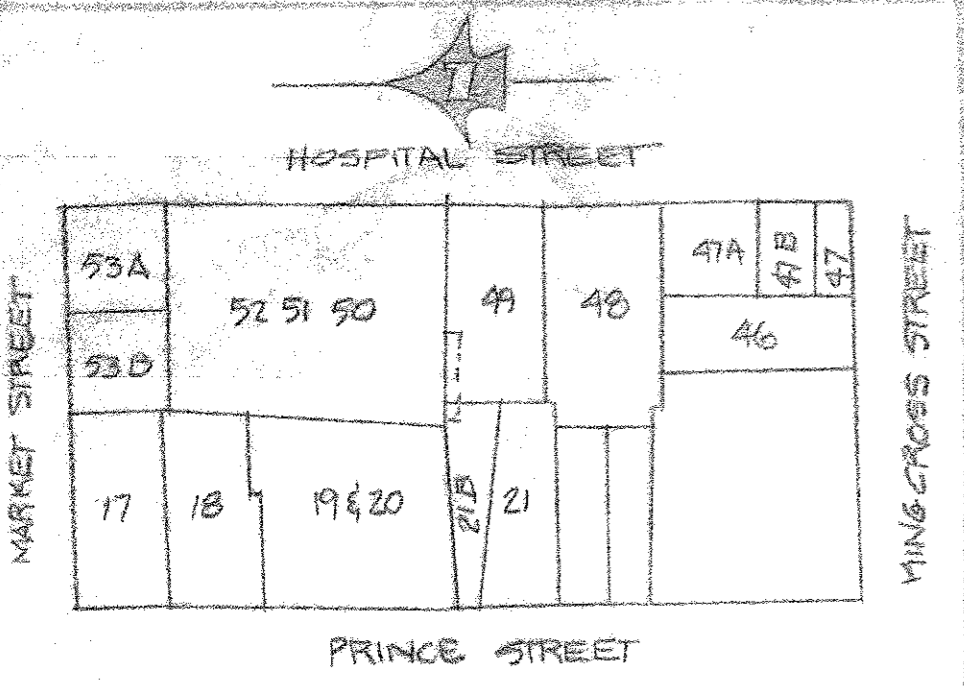 N
HOSPITAL STREET
MARKET STREET
KING CROSS STREET
53A
52 51 50
49
48
47A
47B
47
53B
46
17
18
19 & 20
21B
21
PRINCE STREET